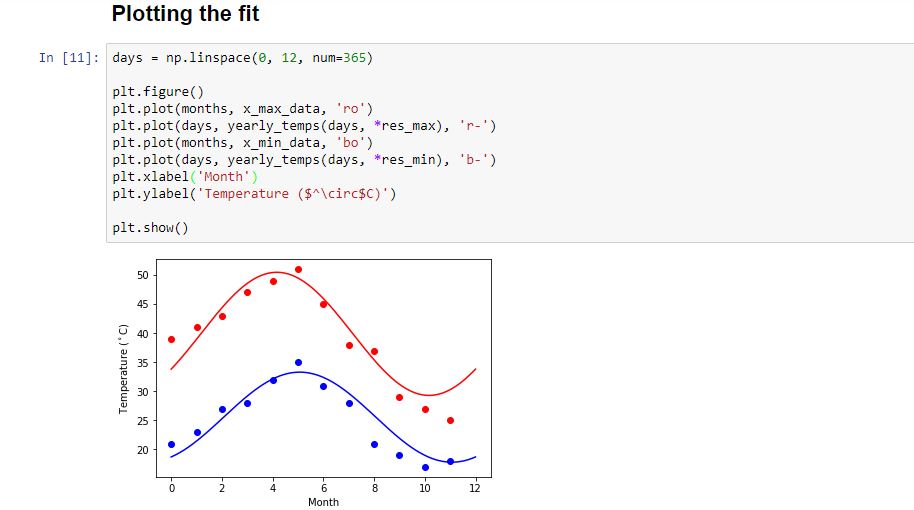 Plotting the fit
In [11]: days = np.linspace(0, 12, num=365)
plt.figure()
plt.plot(months, x_max_data, 'ro')
plt.plot(days, yearly_temps(days, *res_max), 'r-')
plt.plot(months, x_min_data, 'bo')
plt.plot(days, yearly_temps(days, *res_min), 'b-')
plt.xlabel('Month')
plt.ylabel('Temperature ($^\circ$C)')
plt.show()
50
45
40
35
30
25
20
Temperature (°C)
0 2 4 6 8 10 12
Month